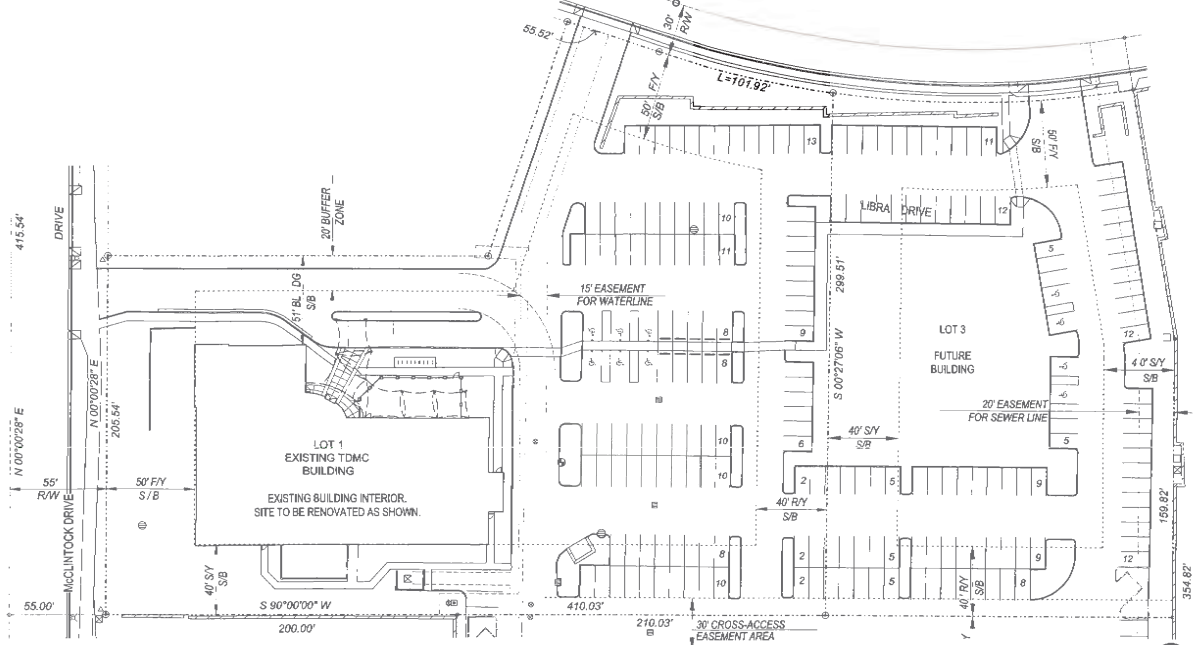 55.52'
30'
R/W
50' F/Y
S/B
L=101.92'
50' F/Y
S/B
13
11
415.54'
DRIVE
20' BUFFER
ZONE
LIBRA DRIVE
12
10
11
51' BLDG
S/B
15' EASEMENT
FOR WATERLINE
299.51'
S 00°27'06" W
5
9
8
8
12
LOT 3
FUTURE
BUILDING
40' S/Y
S/B
20' EASEMENT
FOR SEWER LINE
N 00°00'28" E
205.54'
N 00°00'28" E
LOT 1
EXISTING TDMC
BUILDING
EXISTING BUILDING INTERIOR.
SITE TO BE RENOVATED AS SHOWN.
55'
R/W
50' F/Y
S/B
10
10
6
40' S/Y
S/B
5
2
5
9
40' R/Y
S/B
159.82'
McCLINTOCK DRIVE
40' S/Y
S/B
8
10
2
2
5
5
9
8
40' R/Y
S/B
12
354.82'
55.00'
S 90°00'00" W
200.00'
410.03'
210.03'
30' CROSS-ACCESS
EASEMENT AREA